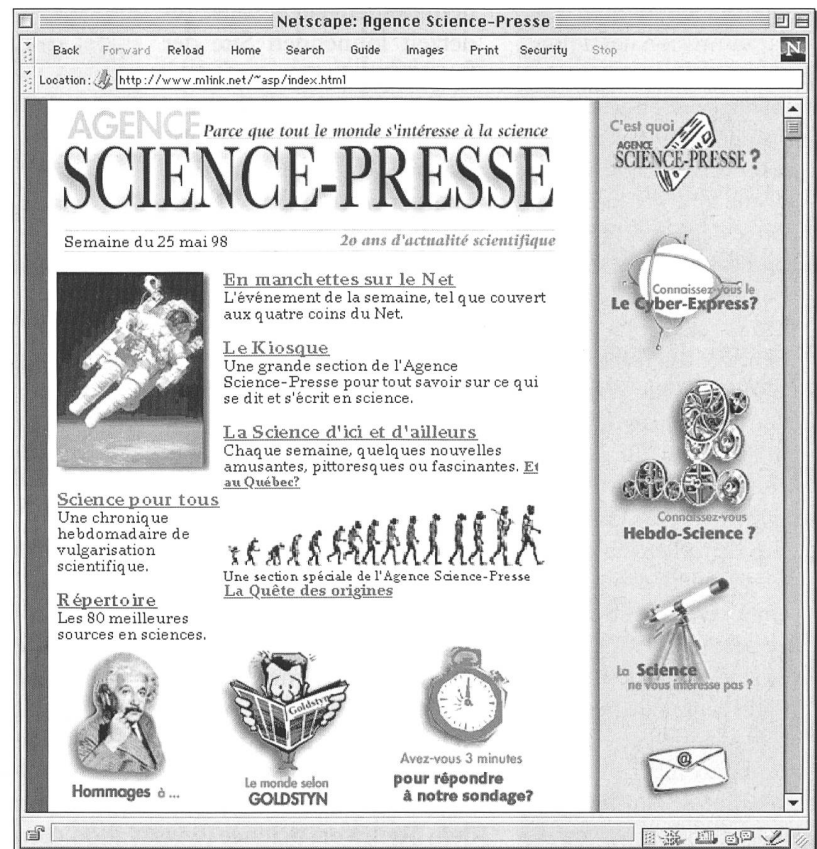 Netscape: Agence Science-Presse
Back Forward Reload Home Search Guide Images Print Security Stop
N
Location: http://www.mlink.net/~asp/index.html
AGENCE Parce que tout le monde s'intéresse à la science
SCIENCE-PRESSE
Semaine du 25 mai 98
20 ans d'actualité scientifique
En manchettes sur le Net
L'événement de la semaine, tel que couvert
aux quatre coins du Net.
Le Kiosque
Une grande section de l'Agence
Science-Presse pour tout savoir sur ce qui
se dit et s'écrit en science.
La Science d'ici et d'ailleurs
Chaque semaine, quelques nouvelles
amusantes, pittoresques ou fascinantes. Et
au Québec?
Science pour tous
Une chronique
hebdomadaire de
vulgarisation
scientifique.
Une section spéciale de l'Agence Science-Presse
La Quête des origines
Répertoire
Les 80 meilleures
sources en sciences.
Hommages à ...
Goldstyn
Le monde selon
GOLDSTYN
Avez-vous 3 minutes
pour répondre
à notre sondage?
C'est quoi
AGENCE
SCIENCE-PRESSE ?
Connaissez-vous le
Le Cyber-Express?
Connaissez-vous
Hebdo-Science ?
La Science
ne vous intéresse pas ?
@